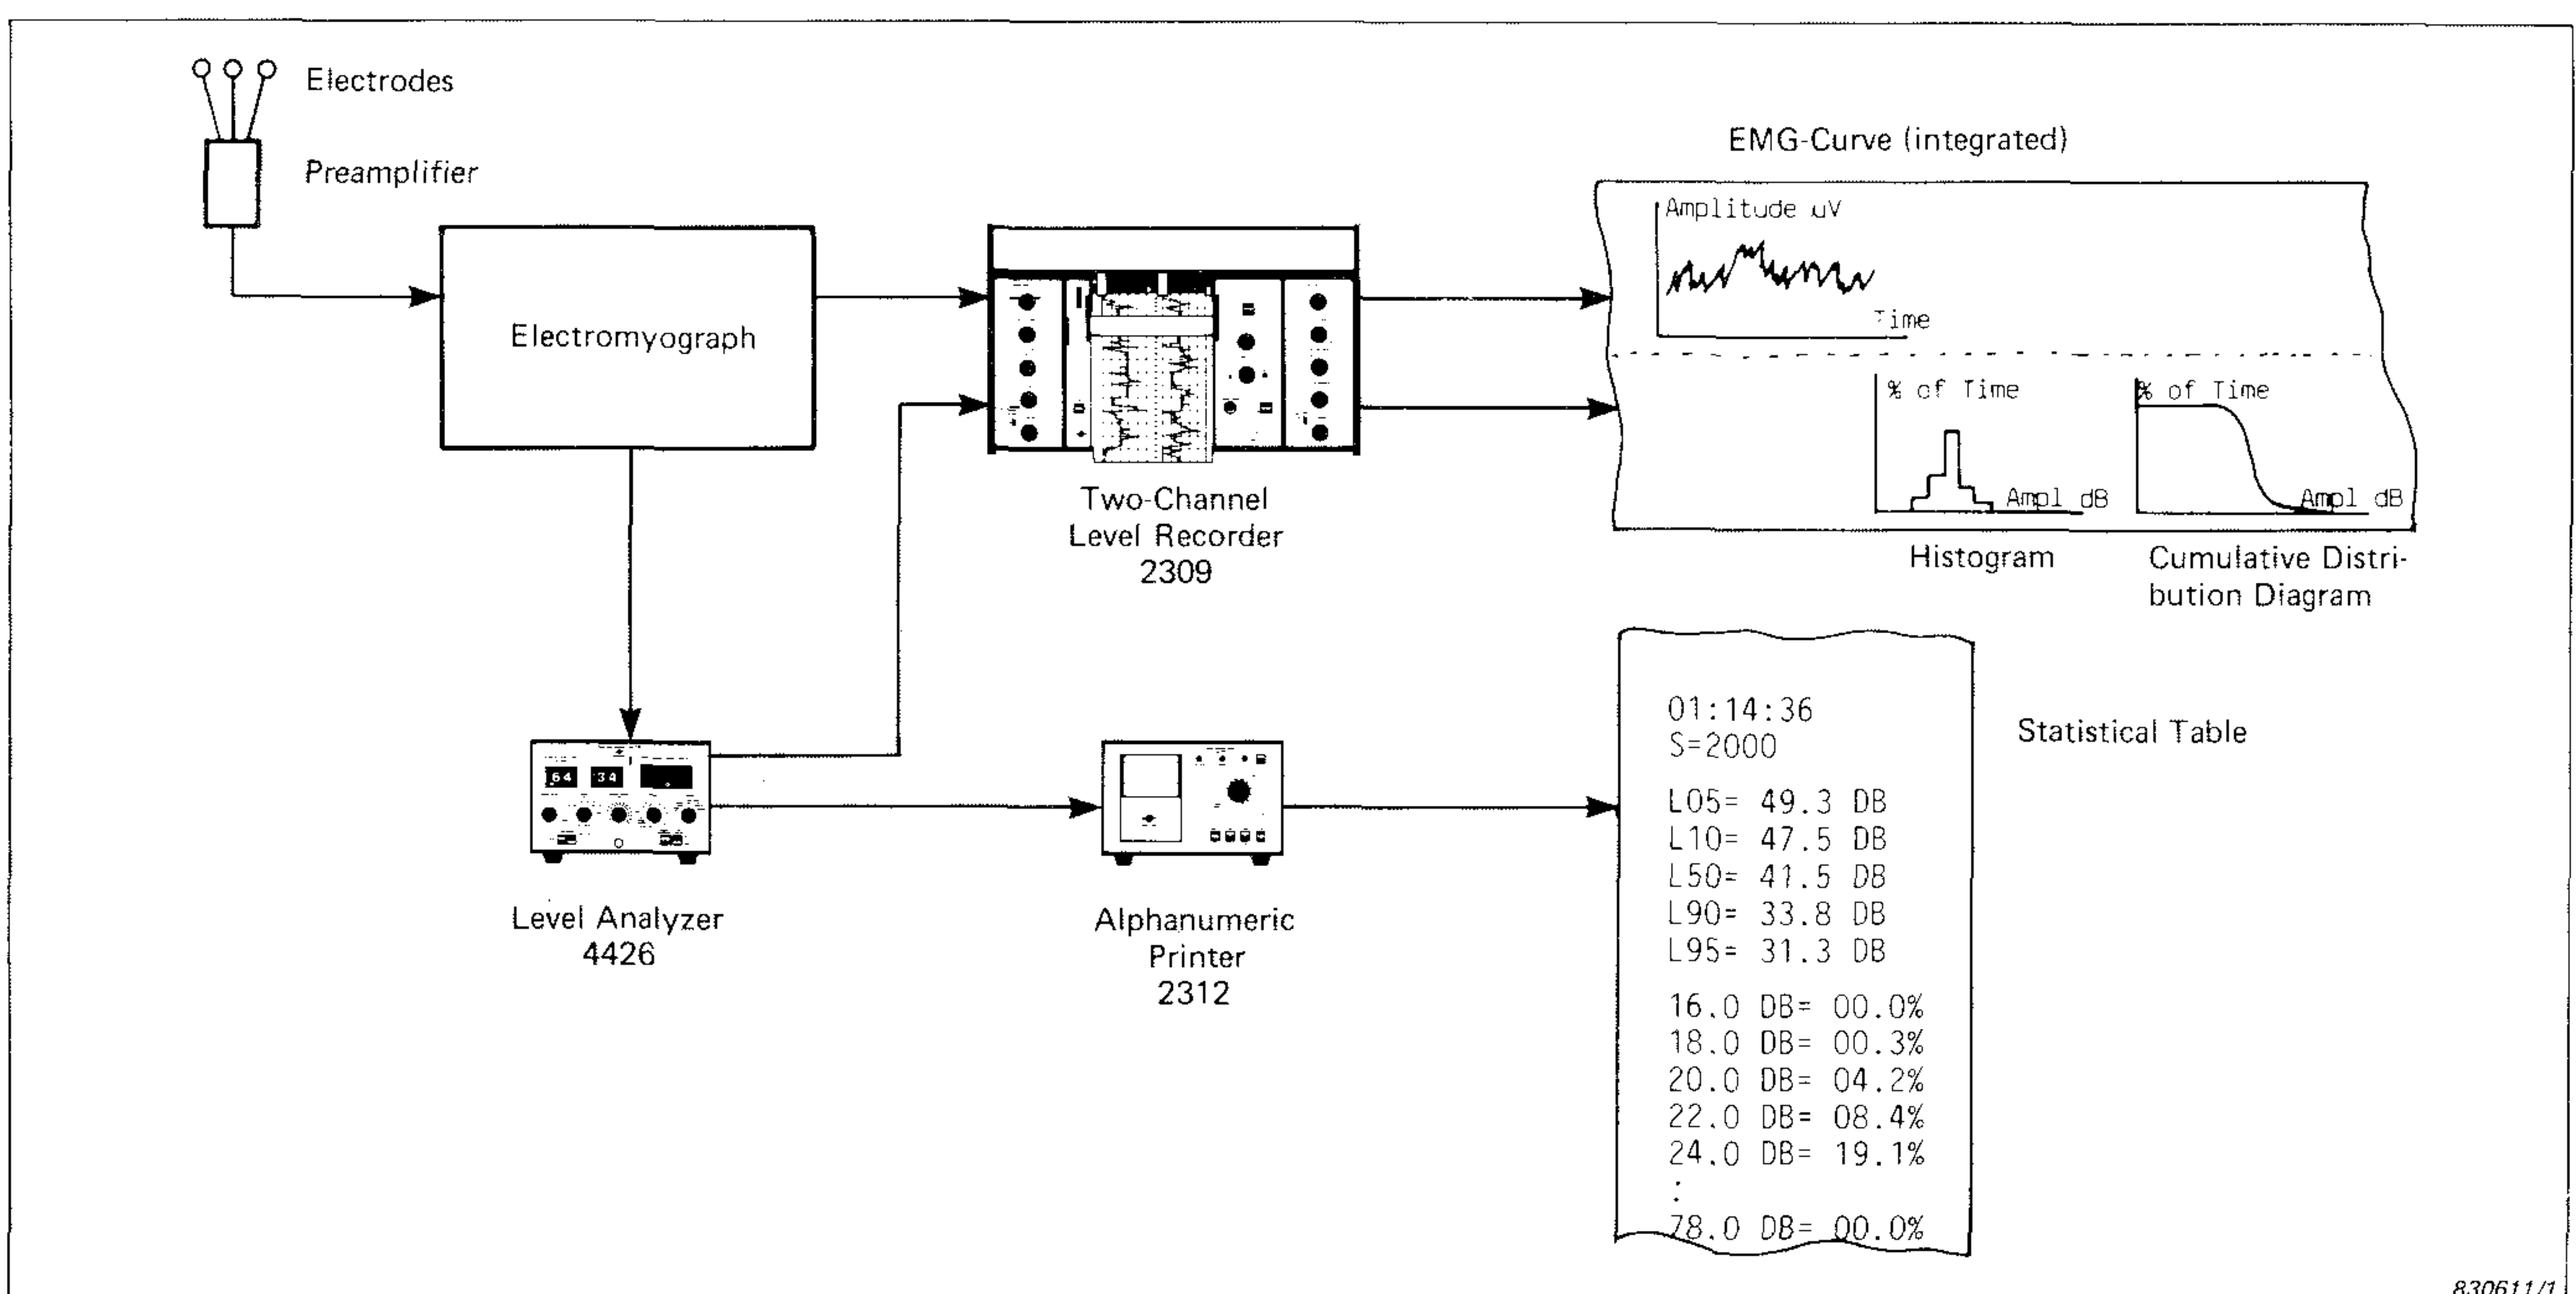 Electrodes
Preamplifier
Electromyograph
Two-Channel
Level Recorder
2309
EMG-Curve (integrated)
Amplitude uV
Time
% of Time
Ampl dB
Histogram
% of Time
Ampl dB
Cumulative Distri-
bution Diagram
64 34
Level Analyzer
4426
Alphanumeric
Printer
2312
01:14:36
S=2000
L05= 49.3 DB
L10= 47.5 DB
L50= 41.5 DB
L90= 33.8 DB
L95= 31.3 DB
16.0 DB= 00.0%
18.0 DB= 00.3%
20.0 DB= 04.2%
22.0 DB= 08.4%
24.0 DB= 19.1%
:
78.0 DB= 00.0%
Statistical Table
830611/1